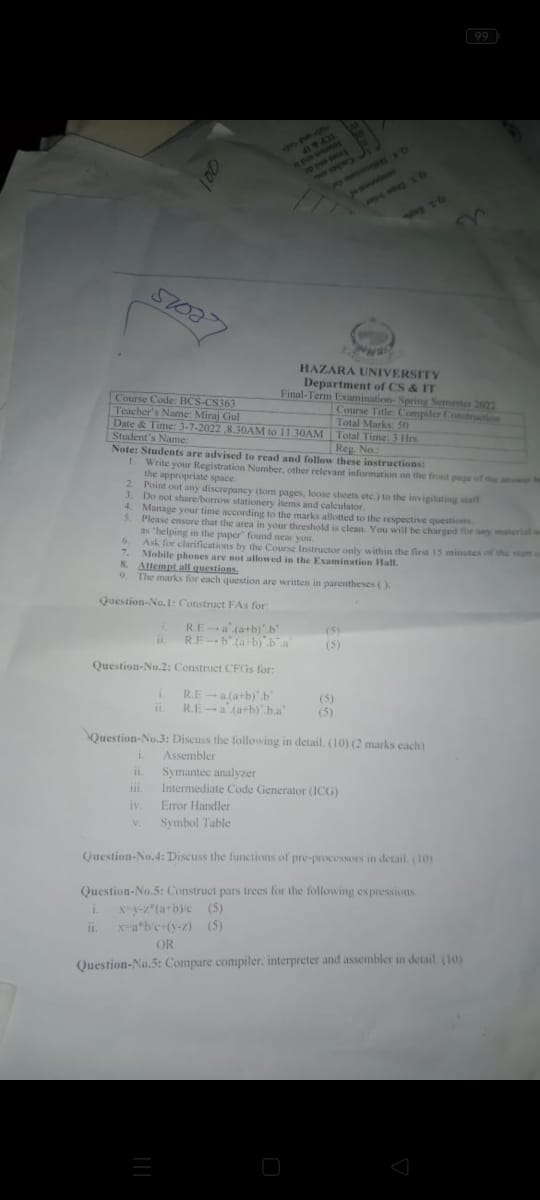 99
100
51037
HAZARA UNIVERSITY
Department of CS & IT
Final-Term Examination- Spring Semester 2022
Course Code: BCS-CS363
Course Title: Compiler Construction
Teacher's Name: Miraj Gul
Total Marks: 50
Date & Time: 3-7-2022 ,8.30AM to 11.30AM
Total Time: 3 Hrs.
Student's Name:
Reg. No.:
Note: Students are advised to read and follow these instructions:
1. Write your Registration Number, other relevant information on the front page of the answer
the appropriate space.
2. Point out any discrepancy (torn pages, loose sheets etc.) to the invigilating staff.
3. Do not share/borrow stationery items and calculator.
4. Manage your time according to the marks allotted to the respective questions.
5. Please ensure that the area in your threshold is clean. You will be charged for any material
as "helping in the paper" found near you.
6. Ask for clarifications by the Course Instructor only within the first 15 minutes of the start
7. Mobile phones are not allowed in the Examination Hall.
8. Attempt all questions.
9. The marks for each question are written in parentheses ( ).
Question-No.1: Construct FAs for:
i. R.E → (5)
ii. R.E → (5)
Question-No.2: Construct CFGs for:
i. R.E → (5)
ii. R.E → (5)
Question-No.3: Discuss the following in detail. (10) (2 marks each)
i. Assembler
ii. Symantec analyzer
iii. Intermediate Code Generator (ICG)
iv. Error Handler
v. Symbol Table
Question-No.4: Discuss the functions of pre-processors in detail. (10)
Question-No.5: Construct pars trees for the following expressions.
i. x=y-z*(a+b)/c (5)
ii. x=a*b/c+(y-z) (5)
OR
Question-No.5: Compare compiler, interpreter and assembler in detail. (10)